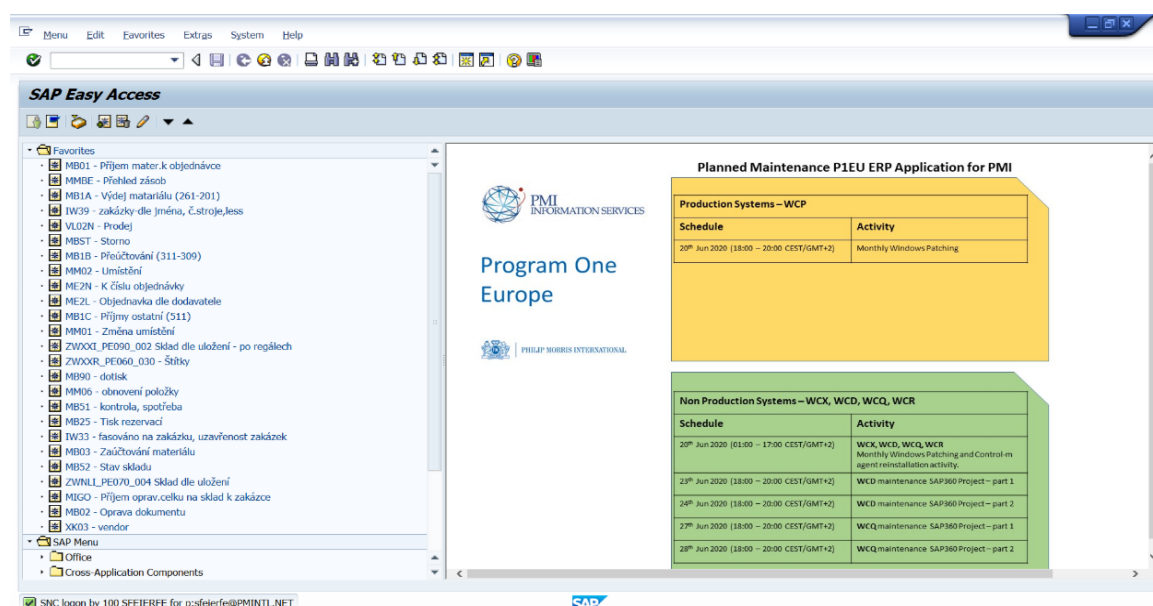 Menu Edit Favorites Extras System Help
SAP Easy Access
Favorites
MB01 - Příjem mater.k objednávce
MMBE - Přehled zásob
MB1A - Výdej matariálu (261-201)
IW39 - zakázky-dle jména, č.stroje,less
VL02N - Prodej
MBST - Storno
MB1B - Přeúčtování (311-309)
MM02 - Umístění
ME2N - K číslu objednávky
ME2L - Objednavka dle dodavatele
MB1C - Příjmy ostatní (511)
MM01 - Změna umístění
ZWXXI_PE090_002 Sklad dle uložení - po regálech
ZWXXR_PE060_030 - Štítky
MB90 - dotisk
MM06 - obnovení položky
MB51 - kontrola, spotřeba
MB25 - Tisk rezervací
IW33 - fasováno na zakázku, uzavřenost zakázek
MB03 - Zaúčtování materiálu
MB52 - Stav skladu
ZWNLI_PE070_004 Sklad dle uložení
MIGO - Příjem oprav.celku na sklad k zakázce
MB02 - Oprava dokumentu
XK03 - vendor
SAP Menu
Office
Cross-Application Components
PMI
INFORMATION SERVICES
Program One
Europe
PHILIP MORRIS INTERNATIONAL
Planned Maintenance P1EU ERP Application for PMI
Production Systems – WCP
Schedule Activity
20th Jun 2020 (18:00 – 20:00 CEST/GMT+2) Monthly Windows Patching
Non Production Systems – WCX, WCD, WCQ, WCR
Schedule Activity
20th Jun 2020 (01:00 – 17:00 CEST/GMT+2) WCX, WCD, WCQ, WCR
Monthly Windows Patching and Control-m
agent reinstallation activity.
23th Jun 2020 (18:00 – 20:00 CEST/GMT+2) WCD maintenance SAP360 Project – part 1
24th Jun 2020 (18:00 – 20:00 CEST/GMT+2) WCD maintenance SAP360 Project – part 2
27th Jun 2020 (18:00 – 20:00 CEST/GMT+2) WCQ maintenance SAP360 Project – part 1
28th Jun 2020 (18:00 – 20:00 CEST/GMT+2) WCQ maintenance SAP360 Project – part 2
SNC logon by 100 SFEJERFE for p:sfejerfe@PMINTL.NET
SAP